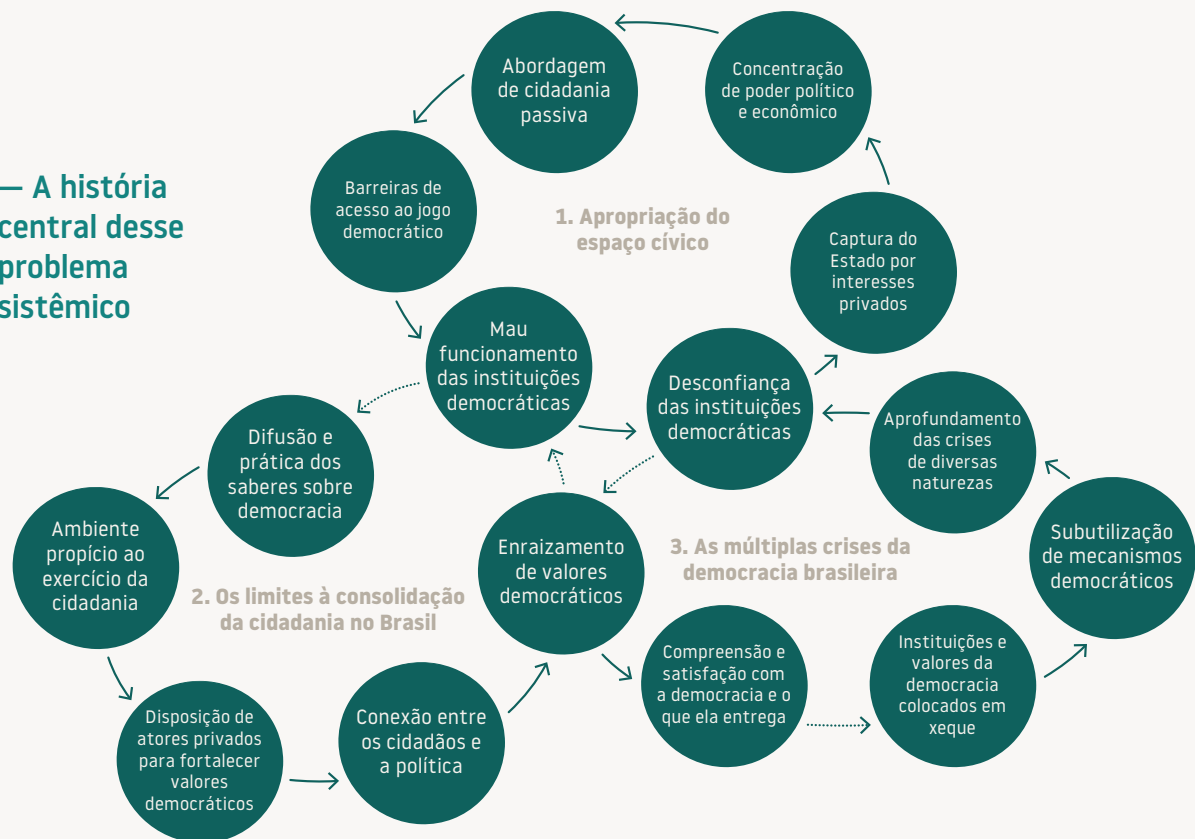 — A história
central desse
problema
sistêmico
Abordagem
de cidadania
passiva
Concentração
de poder político
e econômico
Barreiras de
acesso ao jogo
democrático
1. Apropriação do
espaço cívico
Captura do
Estado por
interesses
privados
Mau
funcionamento
das instituições
democráticas
Desconfiança
das instituições
democráticas
Difusão e
prática dos
saberes sobre
democracia
Aprofundamento
das crises
de diversas
naturezas
Ambiente
propício ao
exercício da
cidadania
2. Os limites à consolidação
da cidadania no Brasil
Enraizamento
de valores
democráticos
3. As múltiplas crises da
democracia brasileira
Subutilização
de mecanismos
democráticos
Disposição de
atores privados
para fortalecer
valores
democráticos
Conexão entre
os cidadãos e
a política
Compreensão e
satisfação com
a democracia e o
que ela entrega
Instituições e
valores da
democracia
colocados em
xeque